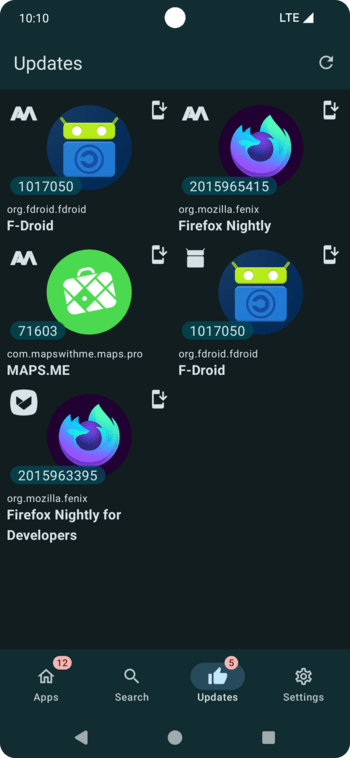 10:10
LTE
Updates
1017050
org.fdroid.fdroid
F-Droid
2015965415
org.mozilla.fenix
Firefox Nightly
71603
com.mapswithme.maps.pro
MAPS.ME
1017050
org.fdroid.fdroid
F-Droid
2015963395
org.mozilla.fenix
Firefox Nightly for
Developers
12
5
Apps
Search
Updates
Settings